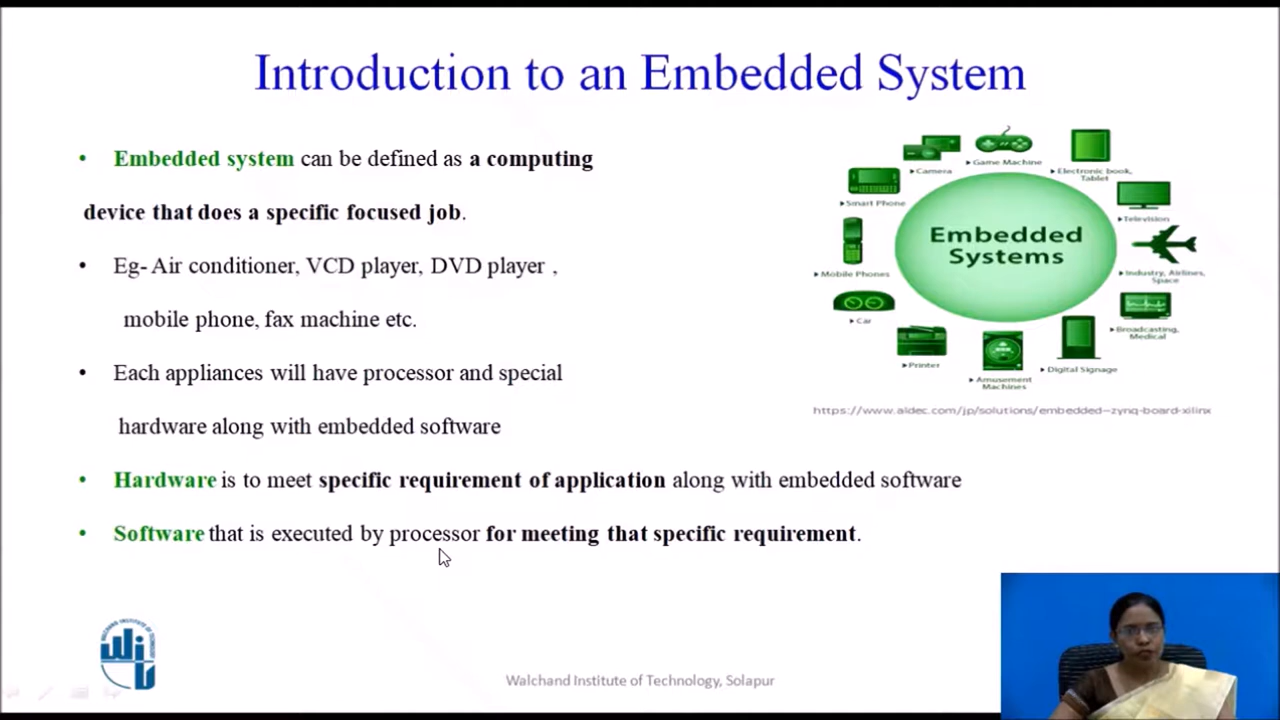 Introduction to an Embedded System
• Embedded system can be defined as a computing
device that does a specific focused job.
• Eg- Air conditioner, VCD player, DVD player ,
mobile phone, fax machine etc.
• Each appliances will have processor and special
hardware along with embedded software
• Hardware is to meet specific requirement of application along with embedded software
• Software that is executed by processor for meeting that specific requirement.
Embedded
Systems
Game Machine
Camera
Electronic book,
Tablet
Smart Phone
Television
Mobile Phones
Industry, Airlines,
Space
Car
Broadcasting,
Medical
Printer
Digital Signage
Amusement
Machines
https://www.aldec.com/jp/solutions/embedded--zynq-board-xilinx
WALCHAND INSTITUTE OF TECHNOLOGY
WIT
Walchand Institute of Technology, Solapur